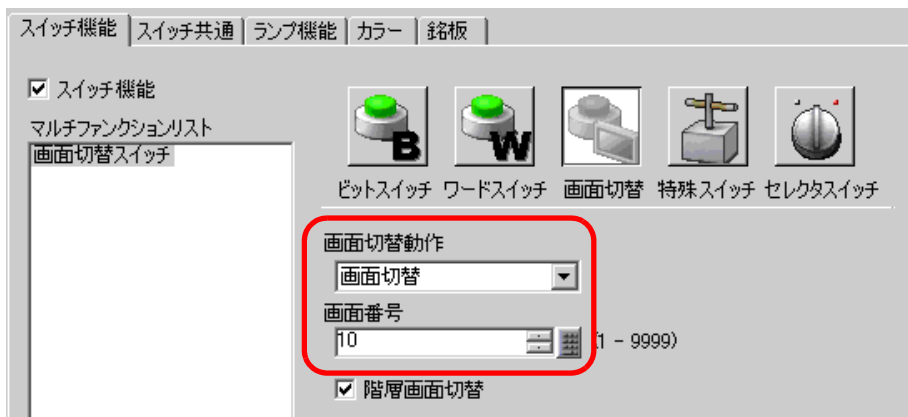 スイッチ機能 スイッチ共通 ランプ機能 カラー 銘板
スイッチ機能
マルチファンクションリスト
画面切替スイッチ
B W
ビットスイッチ ワードスイッチ 画面切替 特殊スイッチ セレクタスイッチ
画面切替動作
画面切替
画面番号
10 (1 - 9999)
階層画面切替